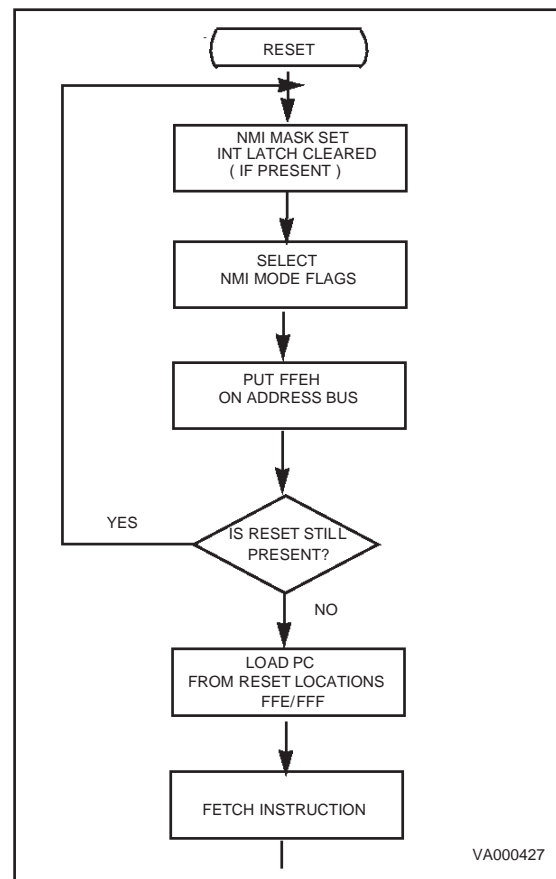 RESET
NMI MASK SET
INT LATCH CLEARED
( IF PRESENT )
SELECT
NMI MODE FLAGS
PUT FFEH
ON ADDRESS BUS
IS RESET STILL
PRESENT?
YES
NO
LOAD PC
FROM RESET LOCATIONS
FFE/FFF
FETCH INSTRUCTION
VA000427